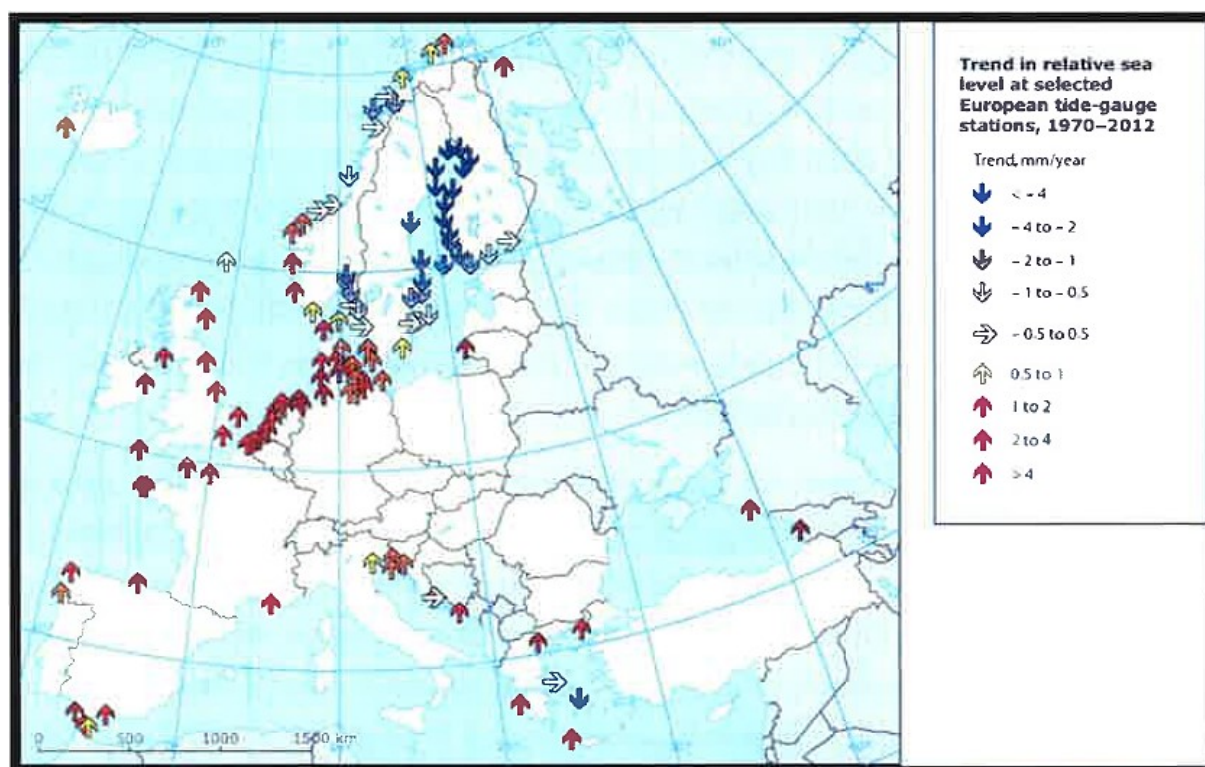 Trend in relative sea
level at selected
European tide-gauge
stations, 1970–2012
Trend, mm/year
< – 4
– 4 to – 2
– 2 to – 1
– 1 to – 0.5
– 0.5 to 0.5
0.5 to 1
1 to 2
2 to 4
> 4
0 500 1000 1500 km